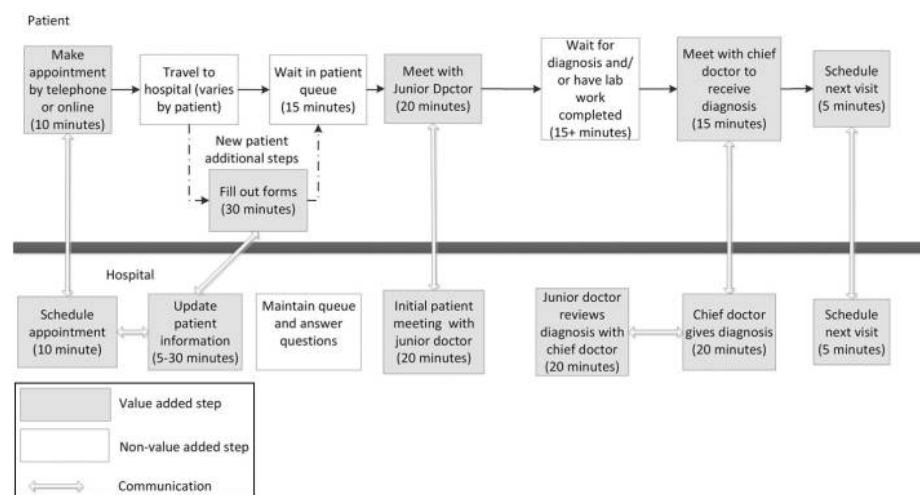 Patient
Make
appointment
by telephone
or online
(10 minutes)
Travel to
hospital (varies
by patient)
Wait in patient
queue
(15 minutes)
Meet with
Junior Dpctor
(20 minutes)
Wait for
diagnosis and/
or have lab
work
completed
(15+ minutes)
Meet with chief
doctor to
receive
diagnosis
(15 minutes)
Schedule
next visit
(5 minutes)
New patient
additional steps
Fill out forms
(30 minutes)
Hospital
Schedule
appointment
(10 minute)
Update
patient
information
(5-30 minutes)
Maintain queue
and answer
questions
Initial patient
meeting with
junior doctor
(20 minutes)
Junior doctor
reviews
diagnosis with
chief doctor
(20 minutes)
Chief doctor
gives diagnosis
(20 minutes)
Schedule
next visit
(5 minutes)
Value added step
Non-value added step
Communication